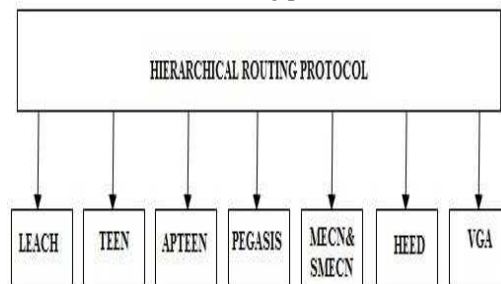 HIERARCHICAL ROUTING PROTOCOL
LEACH
TEEN
APTEEN
PEGASIS
MECN&
SMECN
HEED
VGA